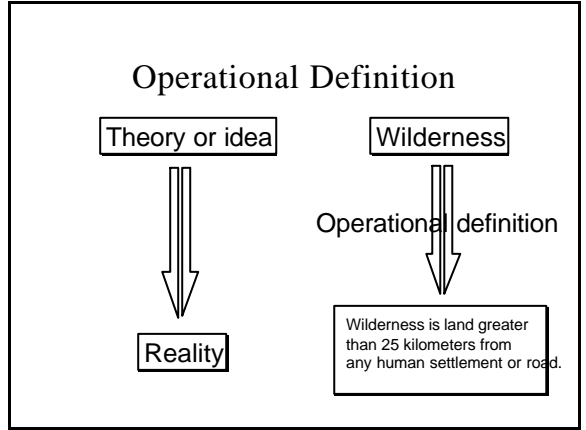 Operational Definition
Theory or idea
Wilderness
Operational definition
Reality
Wilderness is land greater
than 25 kilometers from
any human settlement or road.